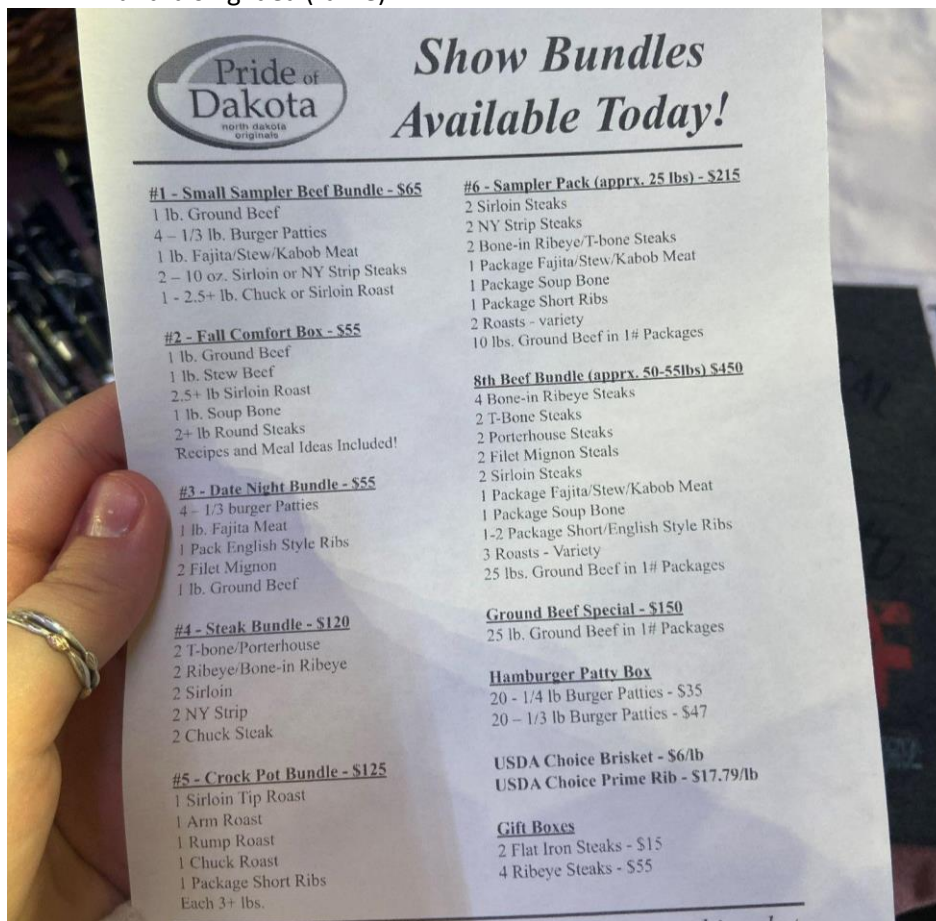 Pride of
Dakota
north dakota
originals
Show Bundles
Available Today!
#1 - Small Sampler Beef Bundle - $65
1 lb. Ground Beef
4 – 1/3 lb. Burger Patties
1 lb. Fajita/Stew/Kabob Meat
2 – 10 oz. Sirloin or NY Strip Steaks
1 - 2.5+ lb. Chuck or Sirloin Roast
#2 - Fall Comfort Box - $55
1 lb. Ground Beef
1 lb. Stew Beef
2.5+ lb Sirloin Roast
1 lb. Soup Bone
2+ lb Round Steaks
Recipes and Meal Ideas Included!
#3 - Date Night Bundle - $55
4 – 1/3 burger Patties
1 lb. Fajita Meat
1 Pack English Style Ribs
2 Filet Mignon
1 lb. Ground Beef
#4 - Steak Bundle - $120
2 T-bone/Porterhouse
2 Ribeye/Bone-in Ribeye
2 Sirloin
2 NY Strip
2 Chuck Steak
#5 - Crock Pot Bundle - $125
1 Sirloin Tip Roast
1 Arm Roast
1 Rump Roast
1 Chuck Roast
1 Package Short Ribs
Each 3+ lbs.
#6 - Sampler Pack (apprx. 25 lbs) - $215
2 Sirloin Steaks
2 NY Strip Steaks
2 Bone-in Ribeye/T-bone Steaks
1 Package Fajita/Stew/Kabob Meat
1 Package Soup Bone
1 Package Short Ribs
2 Roasts - variety
10 lbs. Ground Beef in 1# Packages
8th Beef Bundle (apprx. 50-55lbs) $450
4 Bone-in Ribeye Steaks
2 T-Bone Steaks
2 Porterhouse Steaks
2 Filet Mignon Steals
2 Sirloin Steaks
1 Package Fajita/Stew/Kabob Meat
1 Package Soup Bone
1-2 Package Short/English Style Ribs
3 Roasts - Variety
25 lbs. Ground Beef in 1# Packages
Ground Beef Special - $150
25 lb. Ground Beef in 1# Packages
Hamburger Patty Box
20 - 1/4 lb Burger Patties - $35
20 – 1/3 lb Burger Patties - $47
USDA Choice Brisket - $6/lb
USDA Choice Prime Rib - $17.79/lb
Gift Boxes
2 Flat Iron Steaks - $15
4 Ribeye Steaks - $55